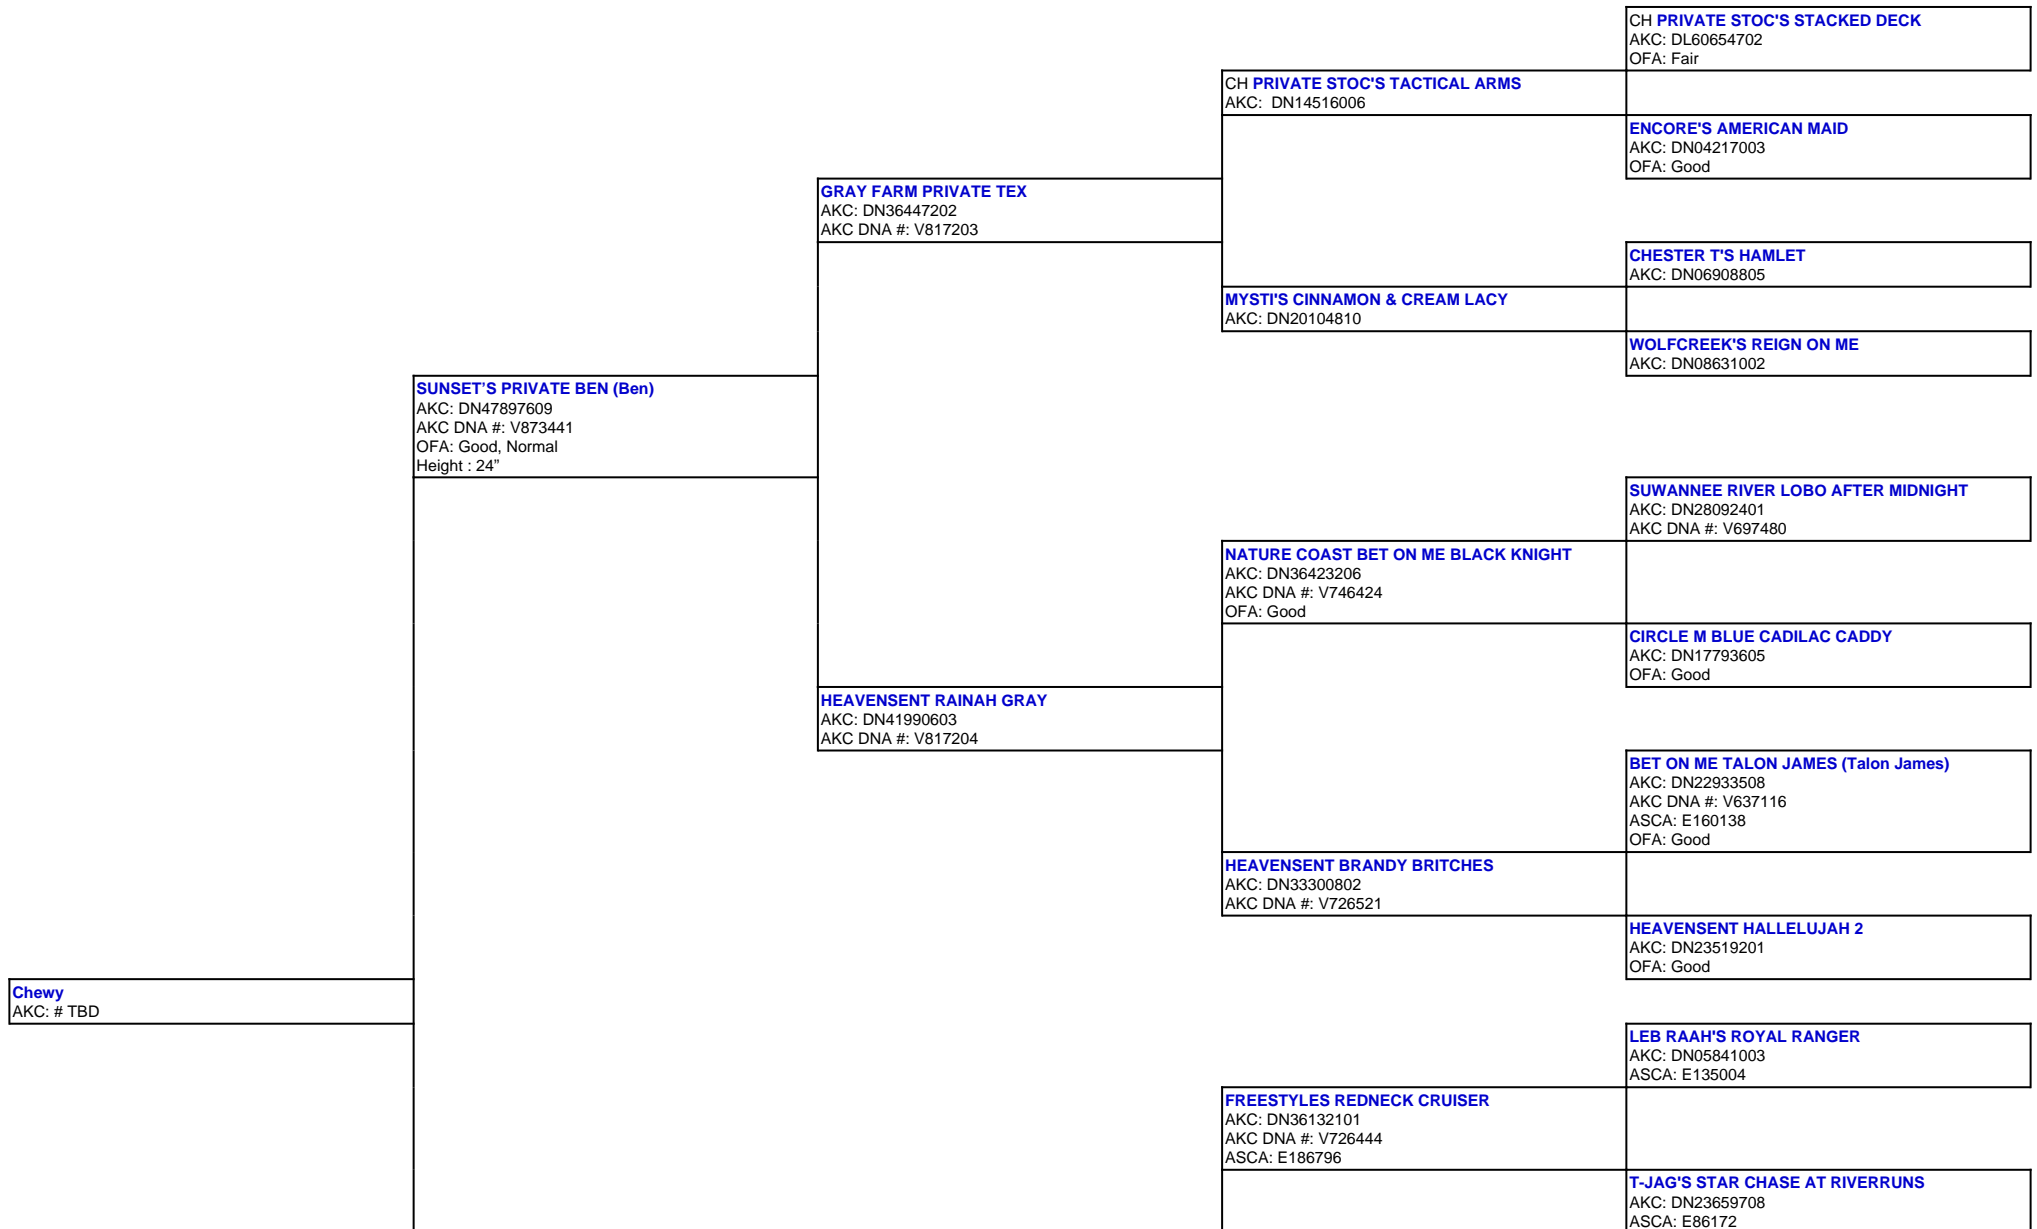 CH PRIVATE STOC'S STACKED DECK
AKC: DL60654702
OFA: Fair
CH PRIVATE STOC'S TACTICAL ARMS
AKC:  DN14516006
ENCORE'S AMERICAN MAID
AKC: DN04217003
OFA: Good
GRAY FARM PRIVATE TEX
AKC: DN36447202
AKC DNA #: V817203
CHESTER T'S HAMLET
AKC: DN06908805
MYSTI'S CINNAMON & CREAM LACY
AKC: DN20104810
WOLFCREEK'S REIGN ON ME
AKC: DN08631002
SUNSET’S PRIVATE BEN (Ben)
AKC: DN47897609
AKC DNA #: V873441
OFA: Good, Normal
Height : 24”
SUWANNEE RIVER LOBO AFTER MIDNIGHT
AKC: DN28092401
AKC DNA #: V697480
NATURE COAST BET ON ME BLACK KNIGHT
AKC: DN36423206
AKC DNA #: V746424
OFA: Good
CIRCLE M BLUE CADILAC CADDY
AKC: DN17793605
OFA: Good
HEAVENSENT RAINAH GRAY
AKC: DN41990603
AKC DNA #: V817204
BET ON ME TALON JAMES (Talon James)
AKC: DN22933508
AKC DNA #: V637116
ASCA: E160138
OFA: Good
HEAVENSENT BRANDY BRITCHES
AKC: DN33300802
AKC DNA #: V726521
HEAVENSENT HALLELUJAH 2
AKC: DN23519201
OFA: Good
Chewy
AKC: # TBD
LEB RAAH'S ROYAL RANGER
AKC: DN05841003
ASCA: E135004
FREESTYLES REDNECK CRUISER
AKC: DN36132101
AKC DNA #: V726444
ASCA: E186796
T-JAG'S STAR CHASE AT RIVERRUNS
AKC: DN23659708
ASCA: E86172